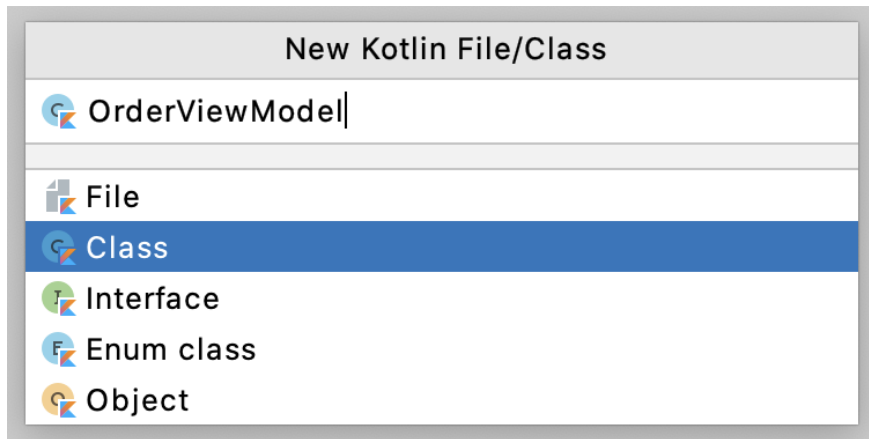 New Kotlin File/Class
OrderViewModel
File
Class
Interface
Enum class
Object